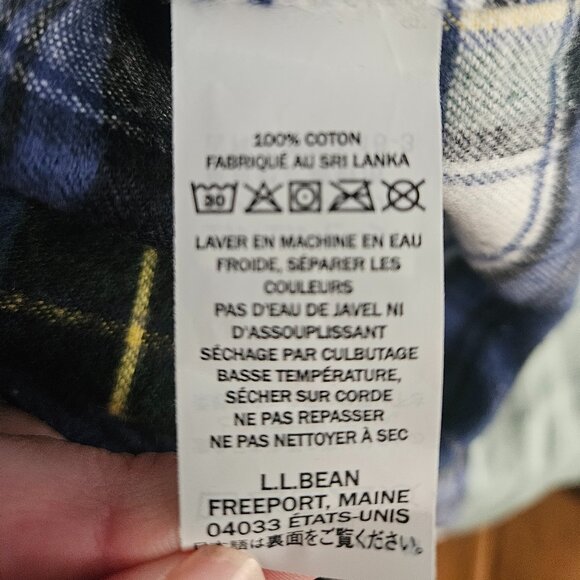 100% COTON
FABRIQUÉ AU SRI LANKA
30
LAVER EN MACHINE EN EAU
FROIDE, SÉPARER LES
COULEURS
PAS D'EAU DE JAVEL NI
D'ASSOUPLISSANT
SÉCHAGE PAR CULBUTAGE
BASSE TEMPÉRATURE,
SÉCHER SUR CORDE
NE PAS REPASSER
NE PAS NETTOYER À SEC
L.L.BEAN
FREEPORT, MAINE
04033 ÉTATS-UNIS
日本語は裏面をご覧ください。